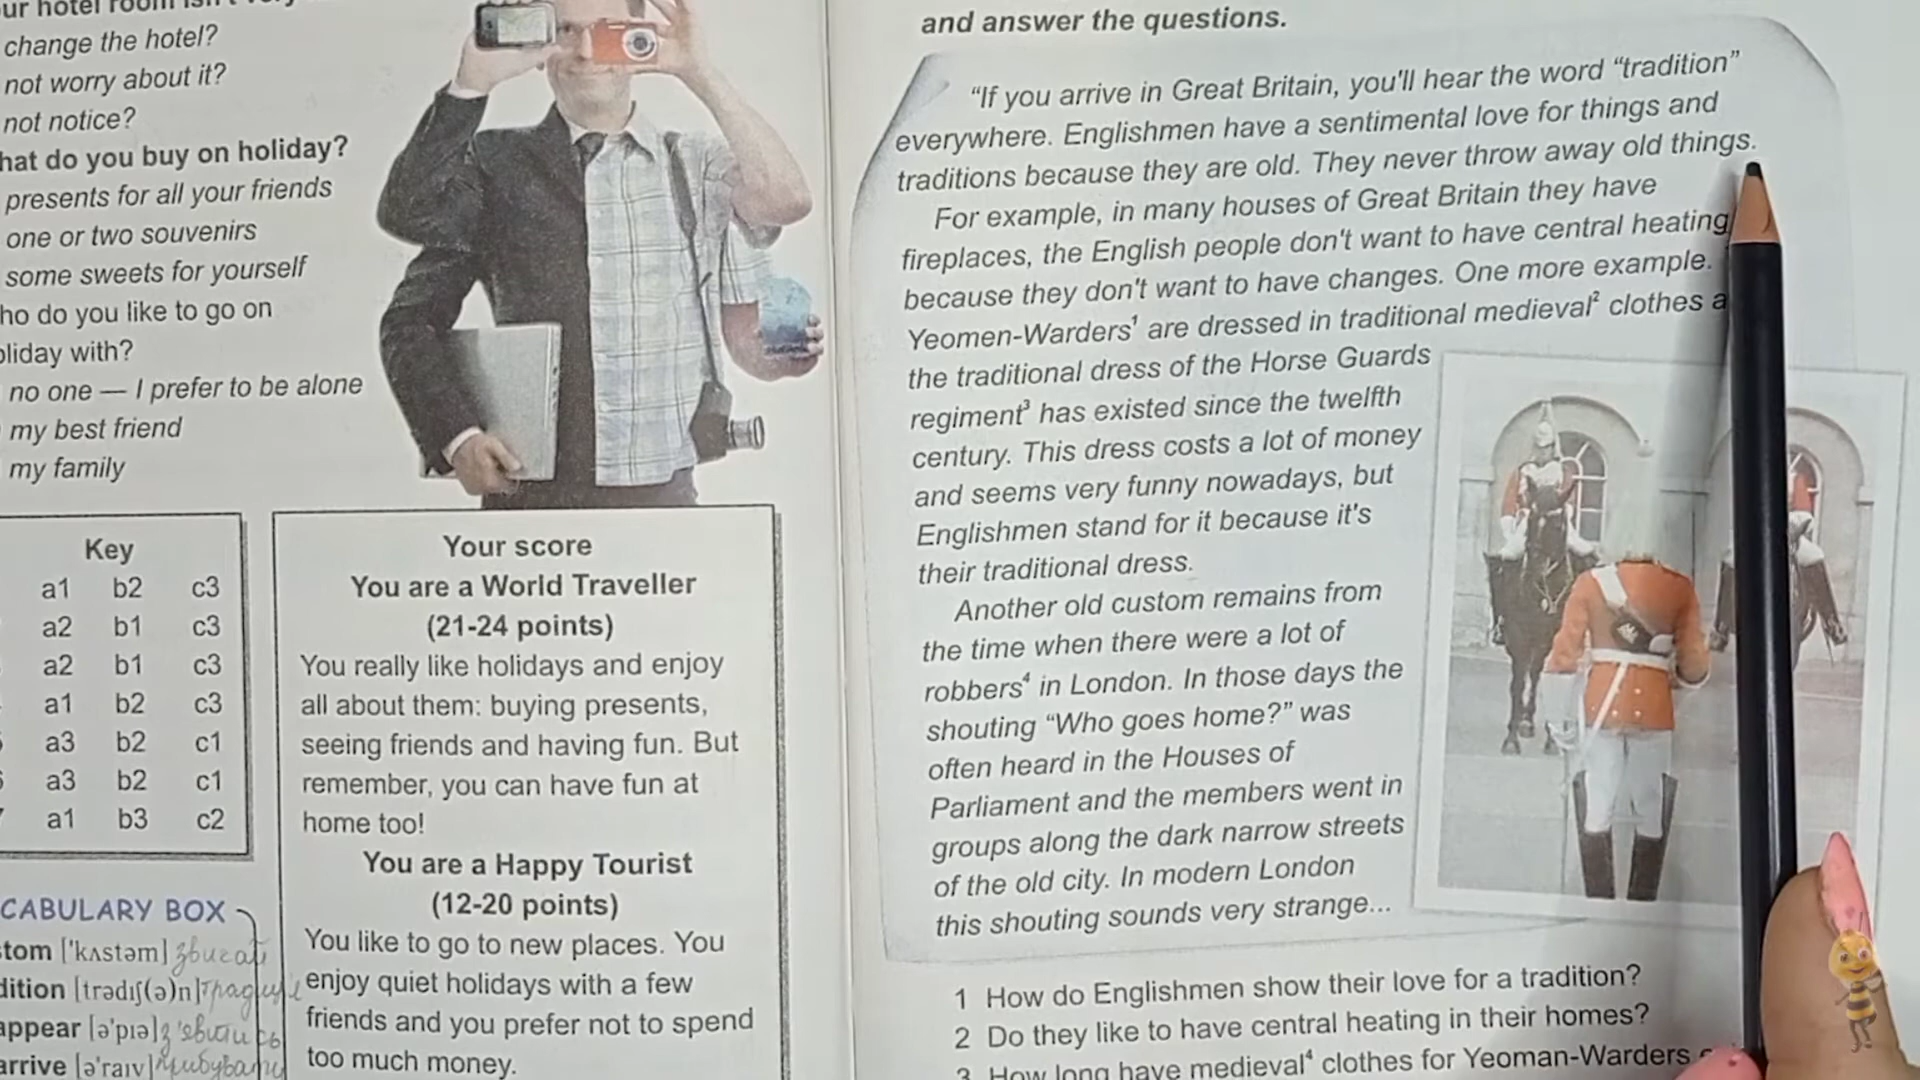 change the hotel?
not worry about it?
not notice?
hat do you buy on holiday?
presents for all your friends
one or two souvenirs
some sweets for yourself
ho do you like to go on
liday with?
no one — I prefer to be alone
my best friend
my family
Key
a1 b2 c3
a2 b1 c3
a2 b1 c3
a1 b2 c3
a3 b2 c1
a3 b2 c1
a1 b3 c2
CABULARY BOX
stom ['kʌstəm] звичай
dition [trədɪʃ(ə)n] традиція
appear [ə'pɪə] з'явитись
arrive [ə'raɪv] прибувати
Your score
You are a World Traveller
(21-24 points)
You really like holidays and enjoy
all about them: buying presents,
seeing friends and having fun. But
remember, you can have fun at
home too!
You are a Happy Tourist
(12-20 points)
You like to go to new places. You
enjoy quiet holidays with a few
friends and you prefer not to spend
too much money.
and answer the questions.
“If you arrive in Great Britain, you'll hear the word “tradition”
everywhere. Englishmen have a sentimental love for things and
traditions because they are old. They never throw away old things.
For example, in many houses of Great Britain they have
fireplaces, the English people don't want to have central heating
because they don't want to have changes. One more example.
Yeomen-Warders¹ are dressed in traditional medieval² clothes a
the traditional dress of the Horse Guards
regiment³ has existed since the twelfth
century. This dress costs a lot of money
and seems very funny nowadays, but
Englishmen stand for it because it's
their traditional dress.
Another old custom remains from
the time when there were a lot of
robbers⁴ in London. In those days the
shouting “Who goes home?” was
often heard in the Houses of
Parliament and the members went in
groups along the dark narrow streets
of the old city. In modern London
this shouting sounds very strange...
1 How do Englishmen show their love for a tradition?
2 Do they like to have central heating in their homes?
3 How long have medieval⁴ clothes for Yeoman-Warders